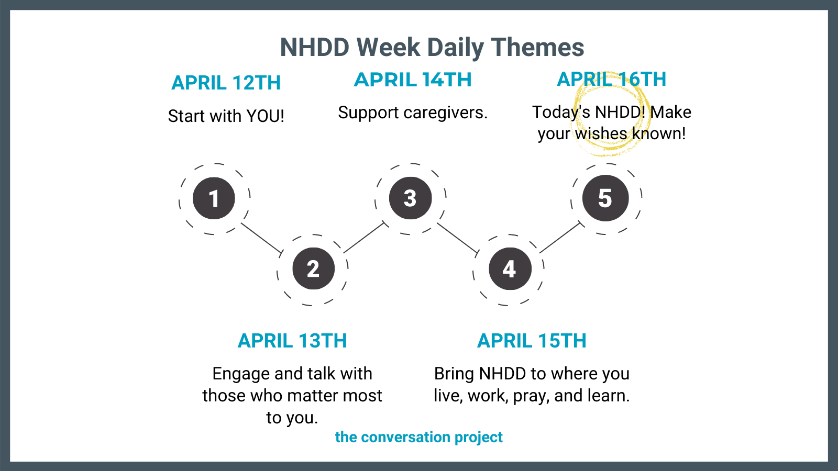 NHDD Week Daily Themes
APRIL 12TH
Start with YOU!
APRIL 14TH
Support caregivers.
APRIL 16TH
Today's NHDD! Make
your wishes known!
1
2
3
4
5
APRIL 13TH
Engage and talk with
those who matter most
to you.
APRIL 15TH
Bring NHDD to where you
live, work, pray, and learn.
the conversation project